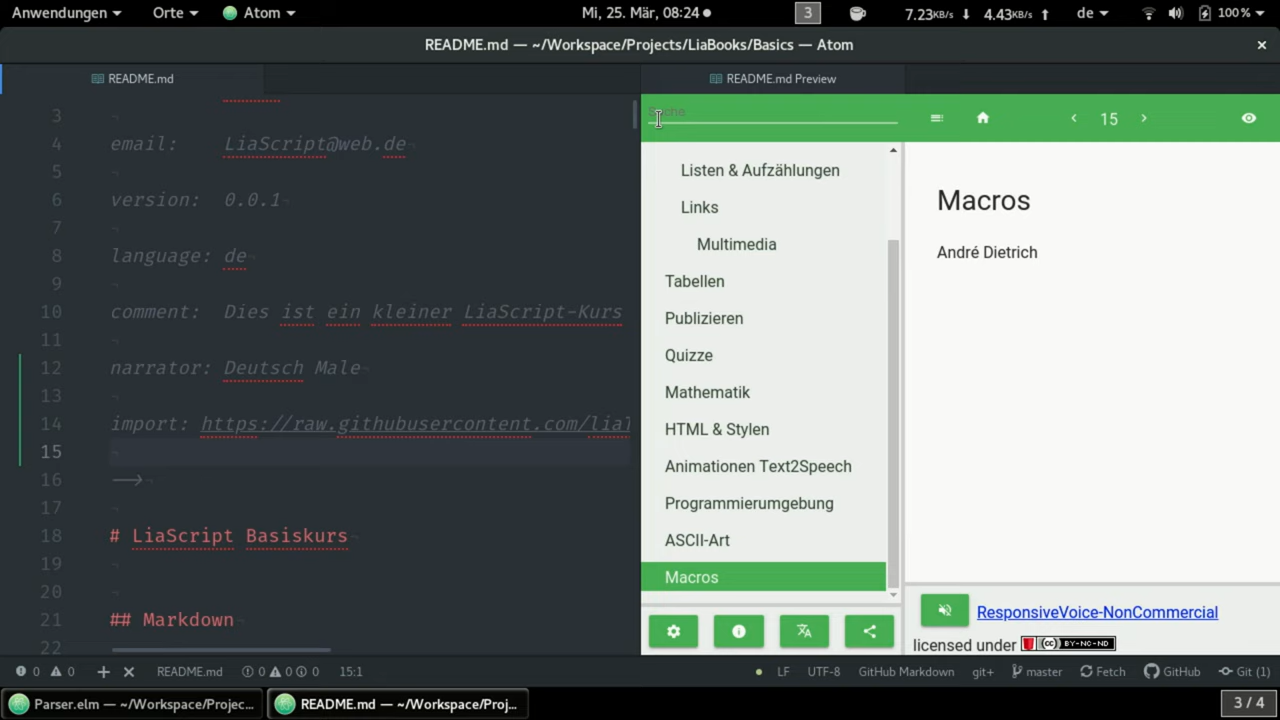 Anwendungen Orte Atom Mi, 25. Mär, 08:24 3 7.23KB/s 4.43KB/s de 100%
README.md — ~/Workspace/Projects/LiaBooks/Basics — Atom
README.md
README.md Preview
3
4 email: LiaScript@web.de
5
6 version: 0.0.1
7
8 language: de
9
10 comment: Dies ist ein kleiner LiaScript-Kurs
11
12 narrator: Deutsch Male
13
14 import: https://raw.githubusercontent.com/lia
15
16 -->
17
18 # LiaScript Basiskurs
19
20
21 ## Markdown
22
Suche
15
Listen & Aufzählungen
Links
Multimedia
Tabellen
Publizieren
Quizze
Mathematik
HTML & Stylen
Animationen Text2Speech
Programmierumgebung
ASCII-Art
Macros
Macros
André Dietrich
ResponsiveVoice-NonCommercial
licensed under CC BY-NC-ND
0 0 README.md 0 0 0 15:1 LF UTF-8 GitHub Markdown git+ master Fetch GitHub Git (1)
Parser.elm — ~/Workspace/Projec...
README.md — ~/Workspace/Proj...
3 / 4